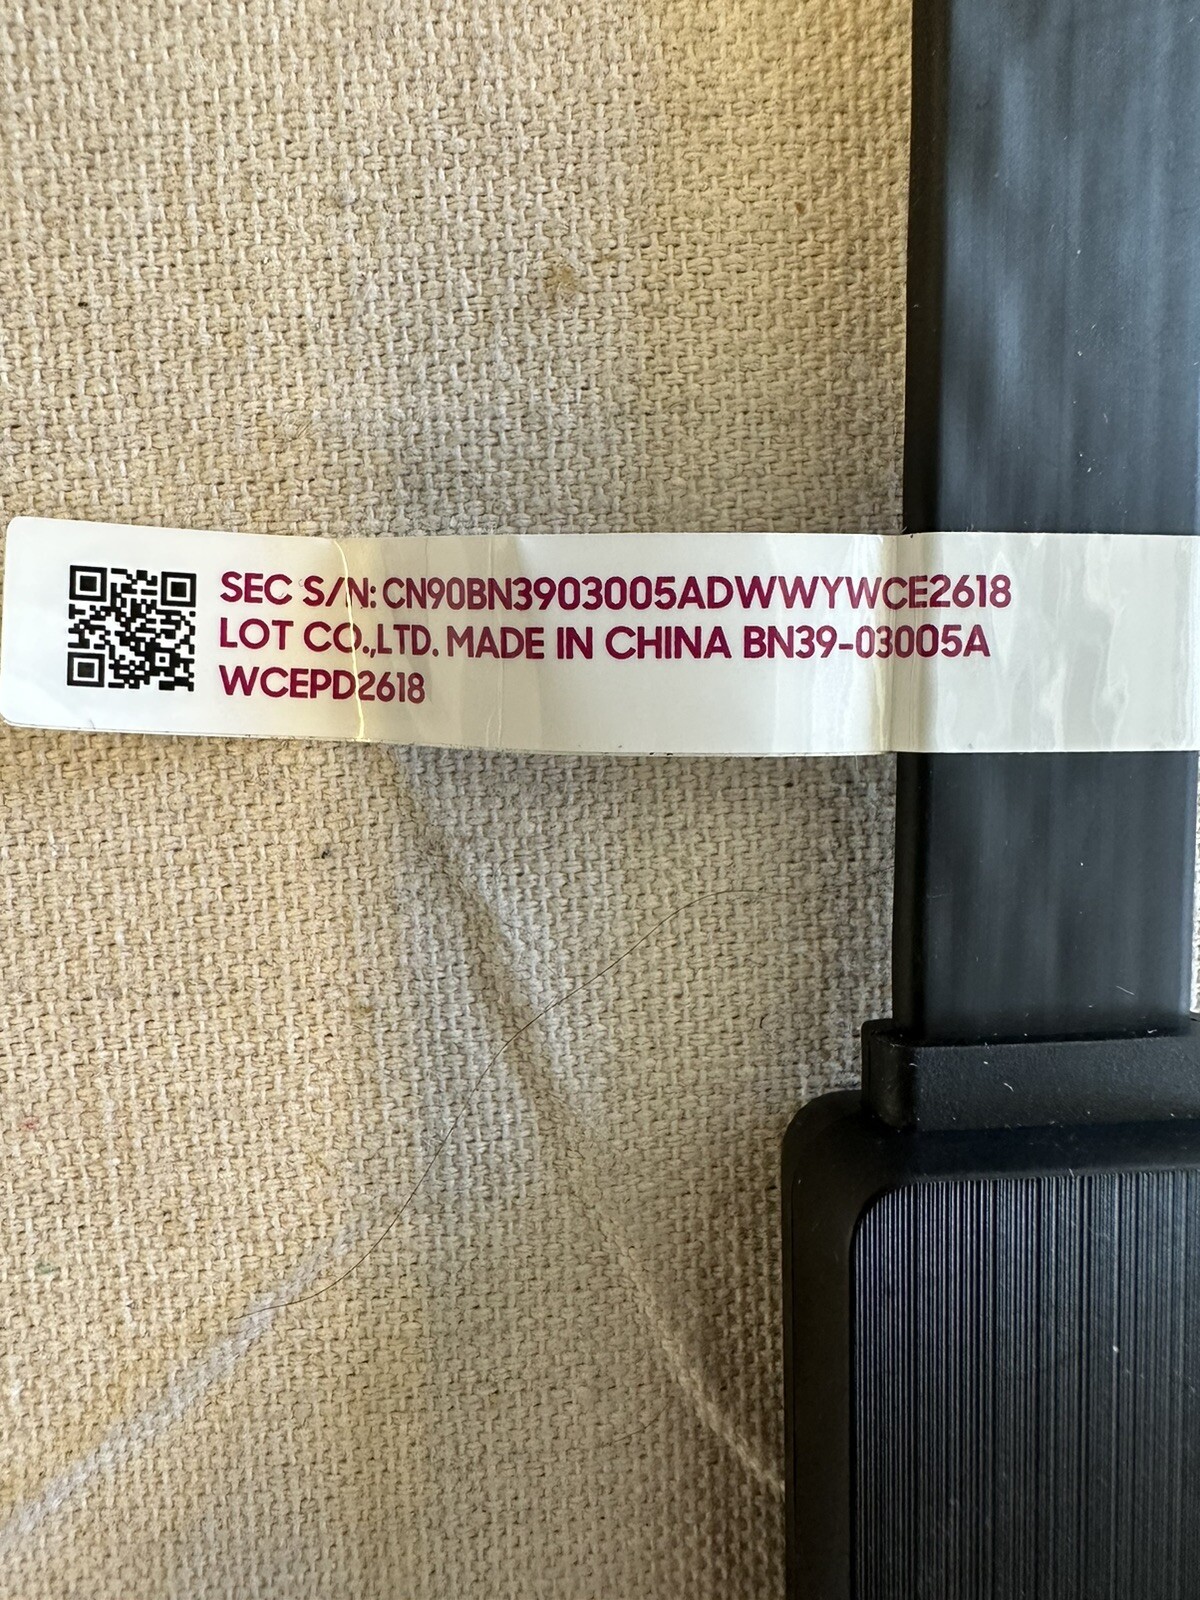 SEC S/N: CN90BN3903005ADWWYWCE2618
LOT CO.,LTD. MADE IN CHINA BN39-03005A
WCEPD2618